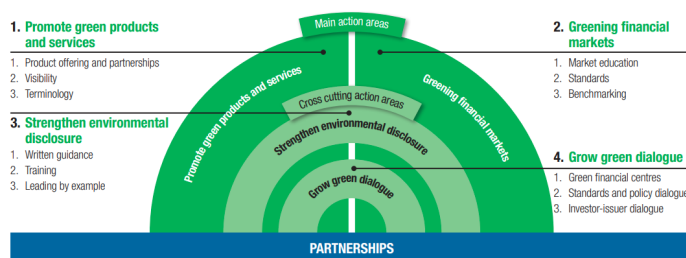 Main action areas
1. Promote green products
and services
1. Product offering and partnerships
2. Visibility
3. Terminology
2. Greening financial
markets
1. Market education
2. Standards
3. Benchmarking
Promote green products and services
Greening financial markets
Cross cutting action areas
3. Strengthen environmental
disclosure
1. Written guidance
2. Training
3. Leading by example
Strengthen environmental disclosure
4. Grow green dialogue
1. Green financial centres
2. Standards and policy dialogue
3. Investor-issuer dialogue
Grow green dialogue
PARTNERSHIPS